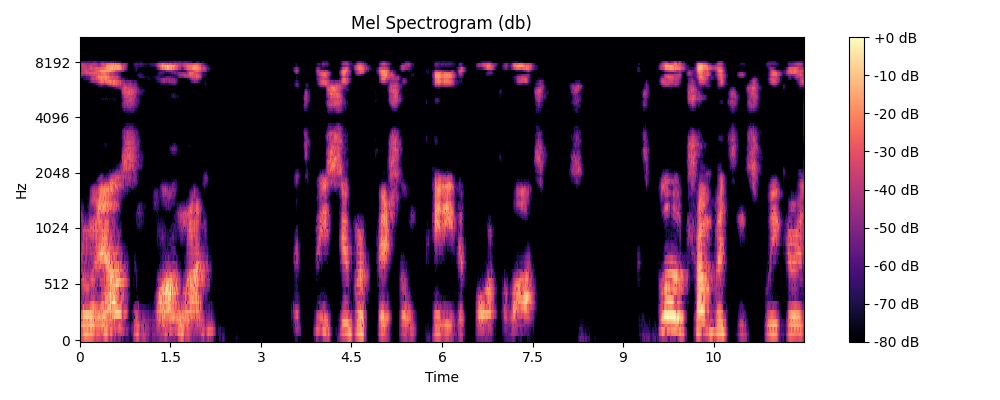 Mel Spectrogram (db)
Hz
8192
4096
2048
1024
512
0
0 1.5 3 4.5 6 7.5 9 10
Time
+0 dB
-10 dB
-20 dB
-30 dB
-40 dB
-50 dB
-60 dB
-70 dB
-80 dB